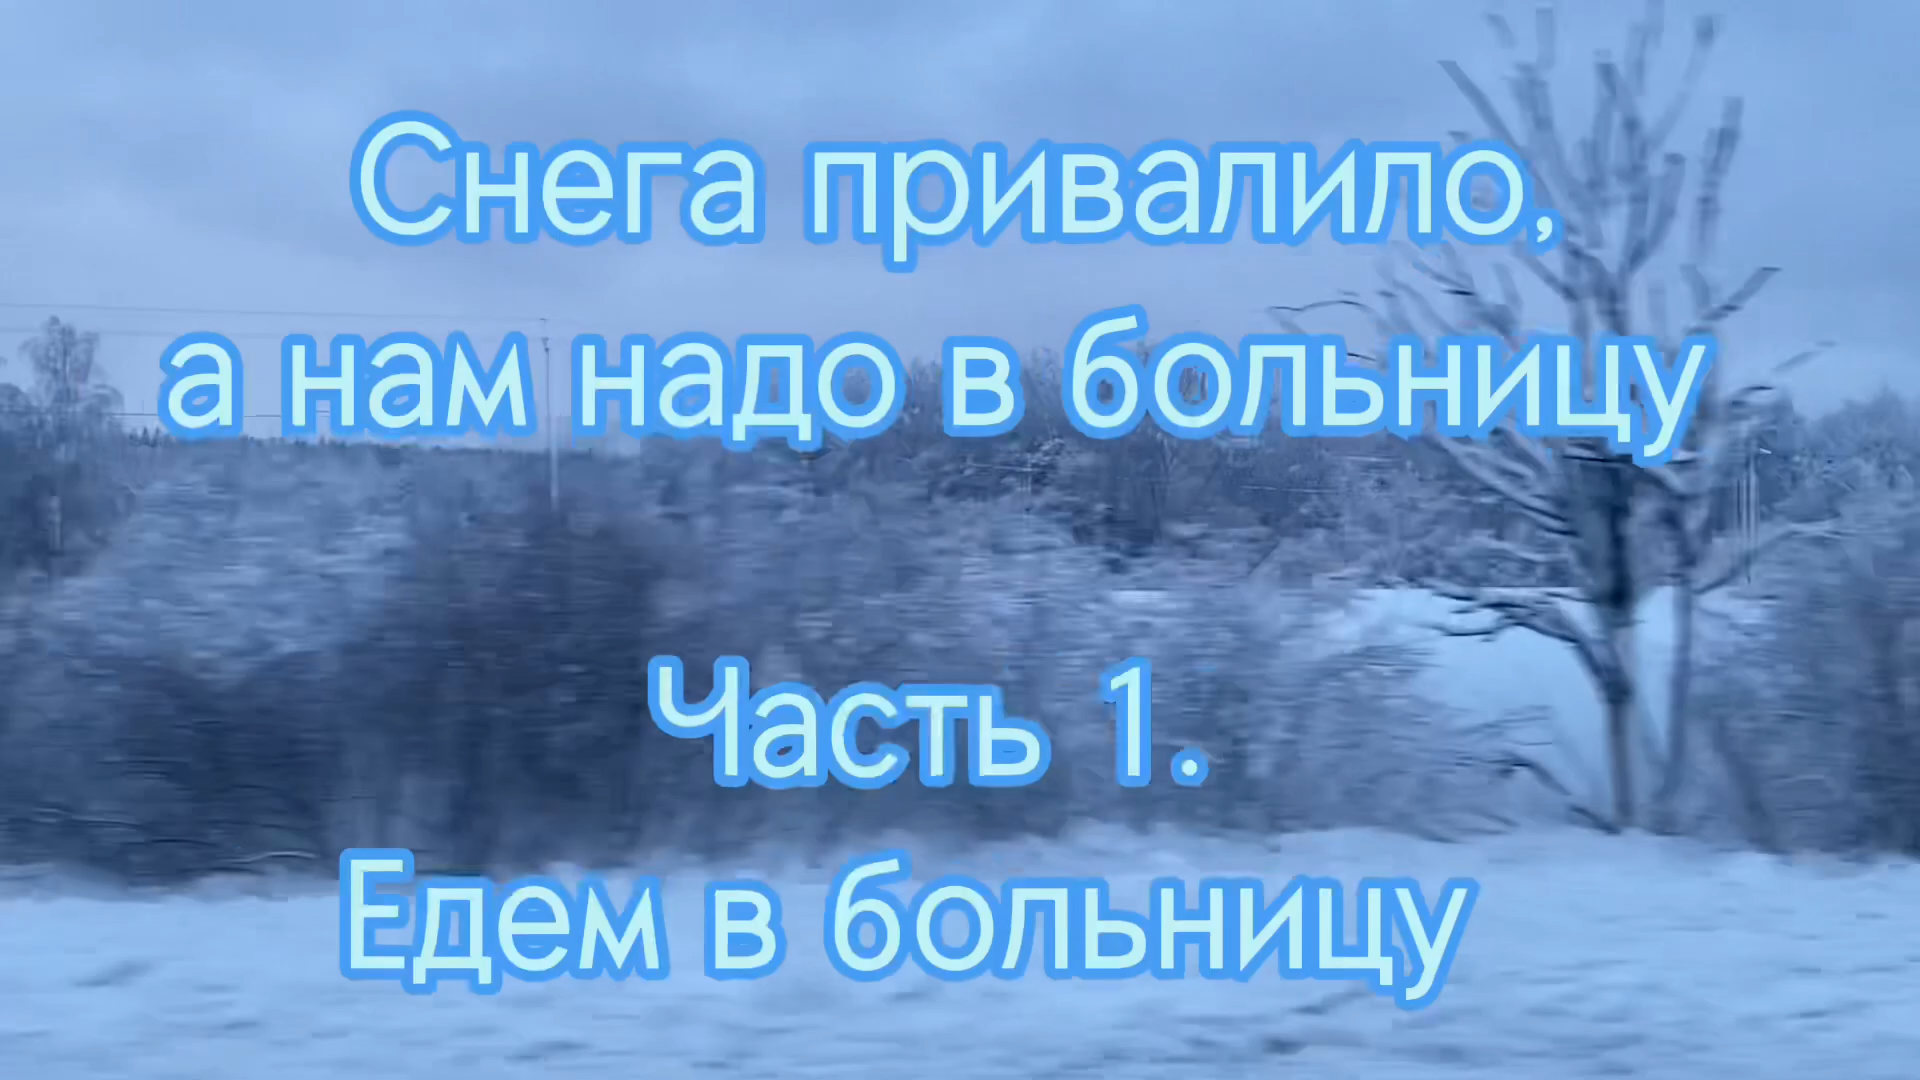 Снега привалило,
а нам надо в больницу
Часть 1.
Едем в больницу